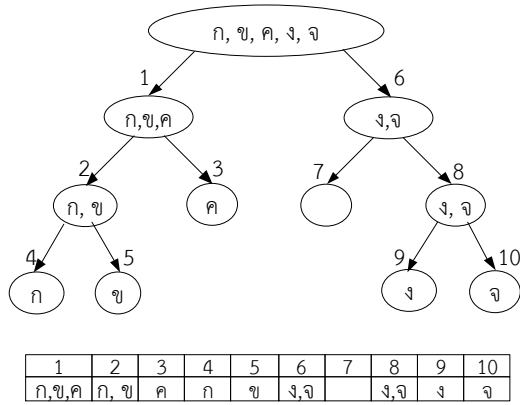 ก, ข, ค, ง, จ
1 6
ก,ข,ค ง,จ
2 3 7 8
ก, ข ค ง, จ
4 5 9 10
ก ข ง จ
1 2 3 4 5 6 7 8 9 10
ก,ข,ค ก, ข ค ก ข ง,จ ง,จ ง จ